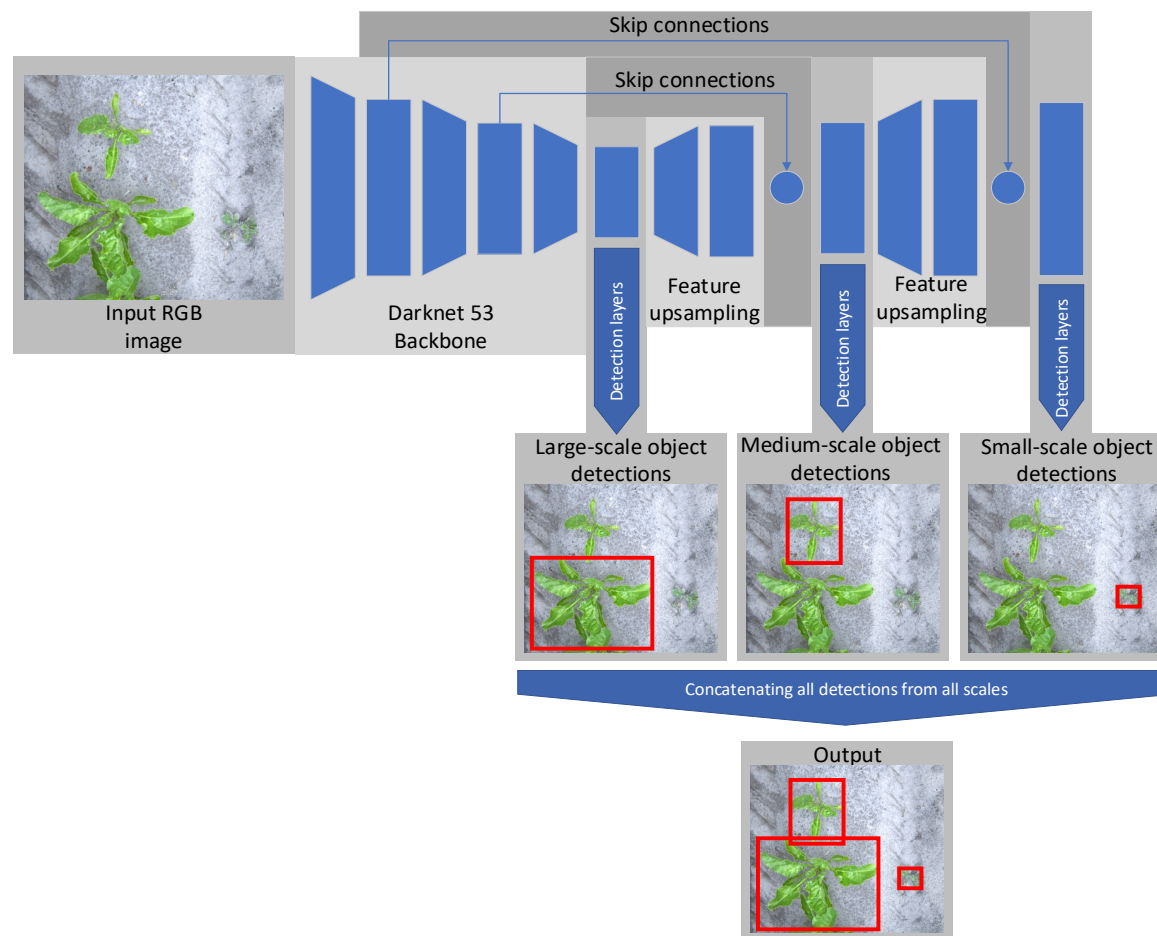 Skip connections
Skip connections
Input RGB
image
Darknet 53
Backbone
Feature
upsampling
Feature
upsampling
Detection layers
Detection layers
Detection layers
Large-scale object
detections
Medium-scale object
detections
Small-scale object
detections
Concatenating all detections from all scales
Output